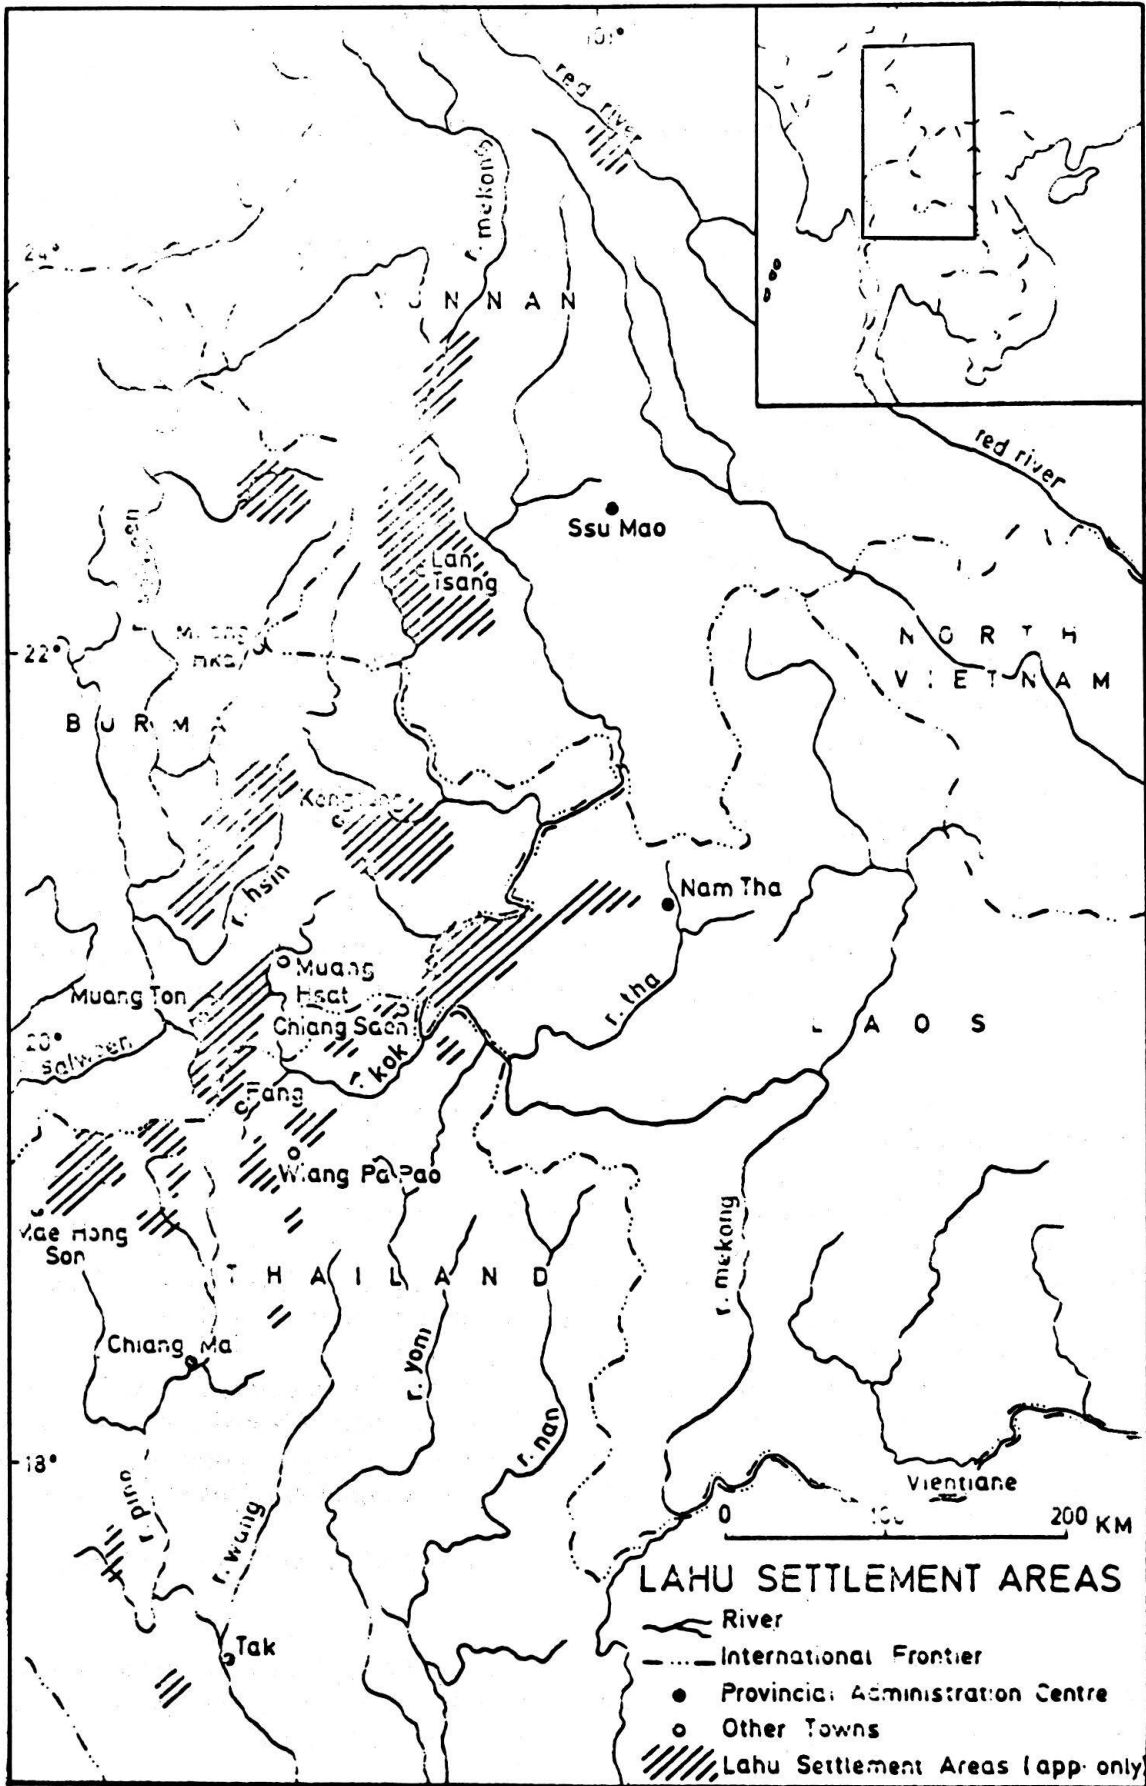 101°
red river
r. mekong
24°
YUNNAN
red river
Ssu Mao
Lan
Tsang
22°
NORTH
VIETNAM
BURMA
r. hsin
Nam Tha
Muang
Hsat
Muang Ton
Chiang Saen
r. tha
LAOS
20°
salween
r. kok
Fang
Wiang Pa Pao
Mae Hong
Son
r. mekong
THAILAND
Chiang Ma
r. yom
r. nan
18°
r. ping
Vientiane
r. wang
0 100 200 KM
LAHU SETTLEMENT AREAS
River
International Frontier
Provincial Administration Centre
Tak
Other Towns
Lahu Settlement Areas (app. only)